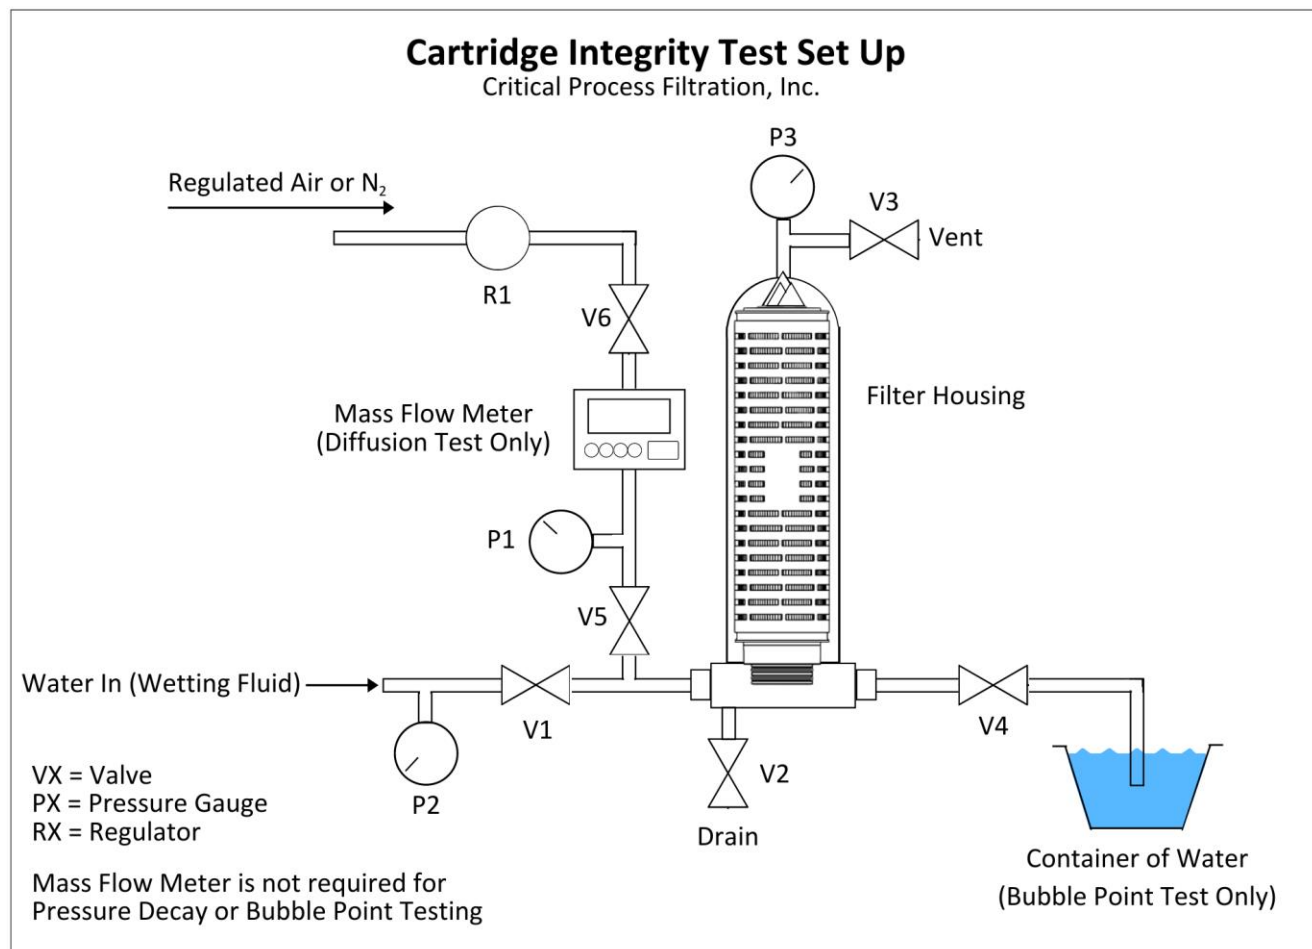 Cartridge Integrity Test Set Up
Critical Process Filtration, Inc.
P3
Regulated Air or N₂
V3
Vent
R1
V6
Filter Housing
Mass Flow Meter
(Diffusion Test Only)
P1
V5
Water In (Wetting Fluid)
V1
V4
V2
P2
Drain
VX = Valve
PX = Pressure Gauge
RX = Regulator
Container of Water
(Bubble Point Test Only)
Mass Flow Meter is not required for
Pressure Decay or Bubble Point Testing